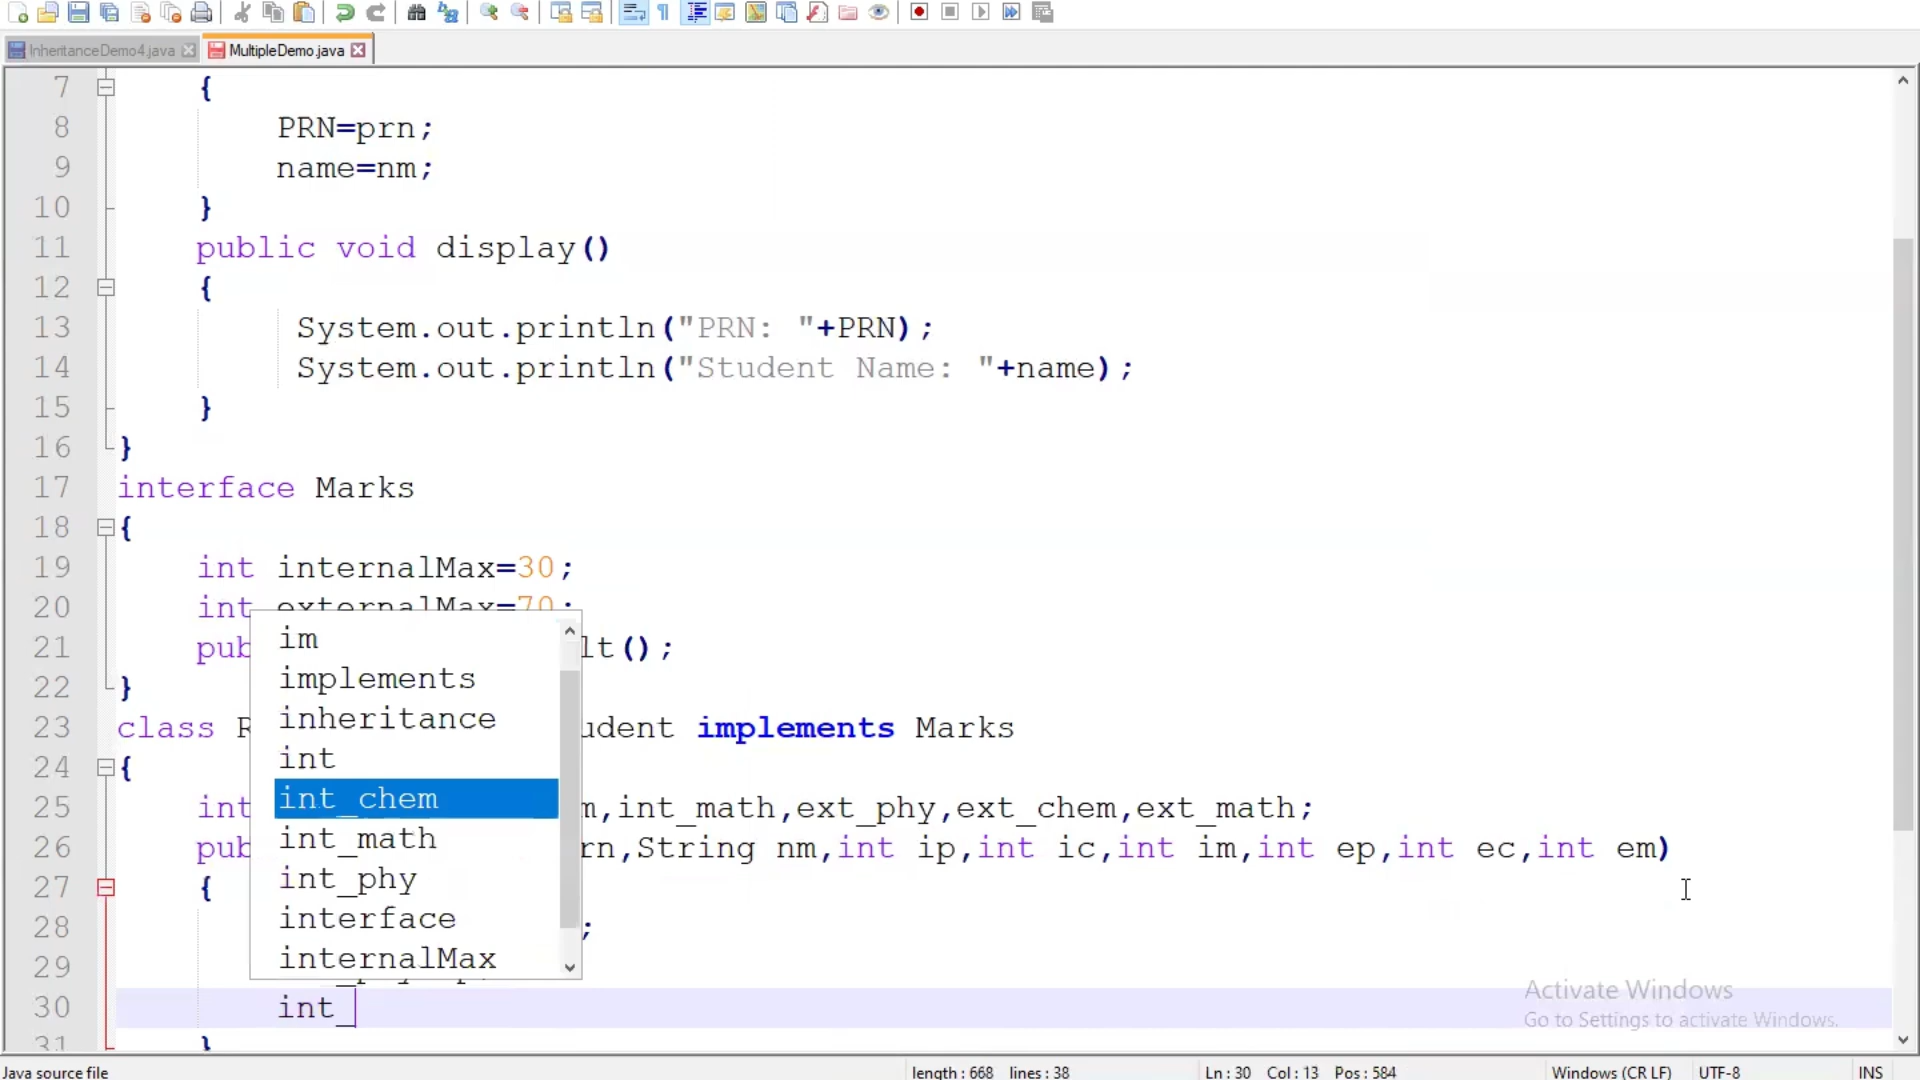 InheritanceDemo4.java MultipleDemo.java
7 {
8 PRN=prn;
9 name=nm;
10 }
11 public void display()
12 {
13 System.out.println("PRN: "+PRN);
14 System.out.println("Student Name: "+name);
15 }
16 }
17 interface Marks
18 {
19 int internalMax=30;
20 int externalMax=70;
21 pub lt();
22 }
23 class R udent implements Marks
24 {
25 int m,int_math,ext_phy,ext_chem,ext_math;
26 pub rn,String nm,int ip,int ic,int im,int ep,int ec,int em)
27 {
28 ;
29
30 int_
31 }
im
implements
inheritance
int
int_chem
int_math
int_phy
interface
internalMax
Activate Windows
Go to Settings to activate Windows.
Java source file length : 668 lines : 38 Ln : 30 Col : 13 Pos : 584 Windows (CR LF) UTF-8 INS